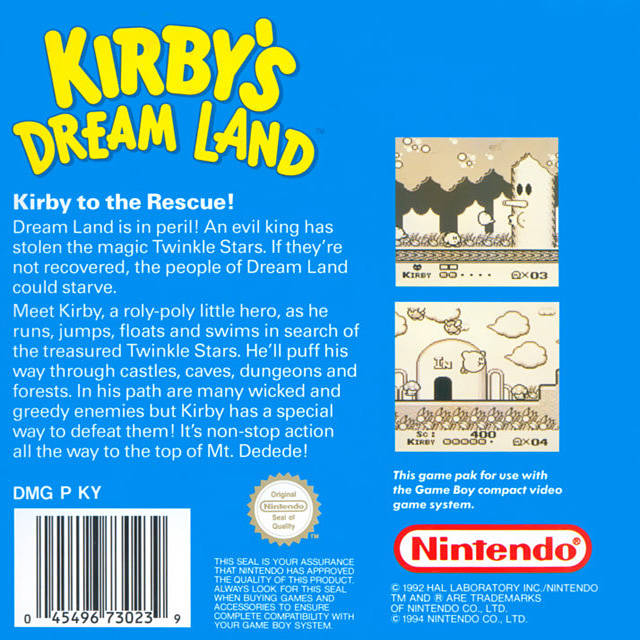 KIRBY'S
DREAM LAND™
Kirby to the Rescue!
Dream Land is in peril! An evil king has
stolen the magic Twinkle Stars. If they're
not recovered, the people of Dream Land
could starve.
Meet Kirby, a roly-poly little hero, as he
runs, jumps, floats and swims in search of
the treasured Twinkle Stars. He'll puff his
way through castles, caves, dungeons and
forests. In his path are many wicked and
greedy enemies but Kirby has a special
way to defeat them! It's non-stop action
all the way to the top of Mt. Dedede!
KIRBY
×03
IN
Sc:
400
KIRBY
×04
This game pak for use with
the Game Boy compact video
game system.
DMG P KY
0 45496 73023 9
Original
Nintendo
Seal of
Quality
TM
THIS SEAL IS YOUR ASSURANCE
THAT NINTENDO HAS APPROVED
THE QUALITY OF THIS PRODUCT.
ALWAYS LOOK FOR THIS SEAL
WHEN BUYING GAMES AND
ACCESSORIES TO ENSURE
COMPLETE COMPATIBILITY WITH
YOUR GAME BOY SYSTEM.
Nintendo®
© 1992 HAL LABORATORY INC./NINTENDO
TM AND ® ARE TRADEMARKS
OF NINTENDO CO., LTD.
© 1994 NINTENDO CO., LTD.